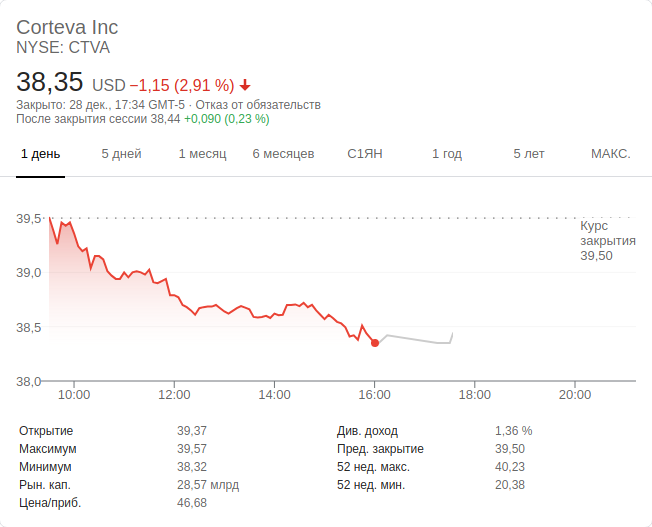 Corteva Inc
NYSE: CTVA
38,35 USD −1,15 (2,91 %)
Закрыто: 28 дек., 17:34 GMT-5 · Отказ от обязательств
После закрытия сессии 38,44 +0,090 (0,23 %)
1 день 5 дней 1 месяц 6 месяцев С1ЯН 1 год 5 лет МАКС.
39,5
39,0
38,5
38,0
Курс
закрытия
39,50
10:00 12:00 14:00 16:00 18:00 20:00
Открытие 39,37
Максимум 39,57
Минимум 38,32
Рын. кап. 28,57 млрд
Цена/приб. 46,68
Див. доход 1,36 %
Пред. закрытие 39,50
52 нед. макс. 40,23
52 нед. мин. 20,38